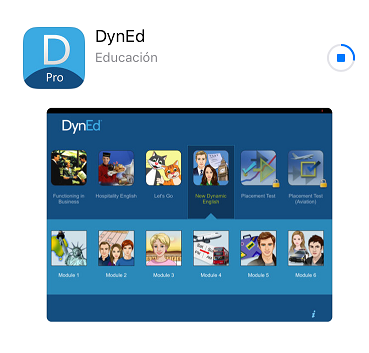 D
Pro
DynEd
Educación
DynEd
Functioning in
Business
Hospitality English
Let's Go
New Dynamic
English
Placement Test
Placement Test
(Aviation)
Module 1
Module 2
Module 3
Module 4
Module 5
Module 6
i